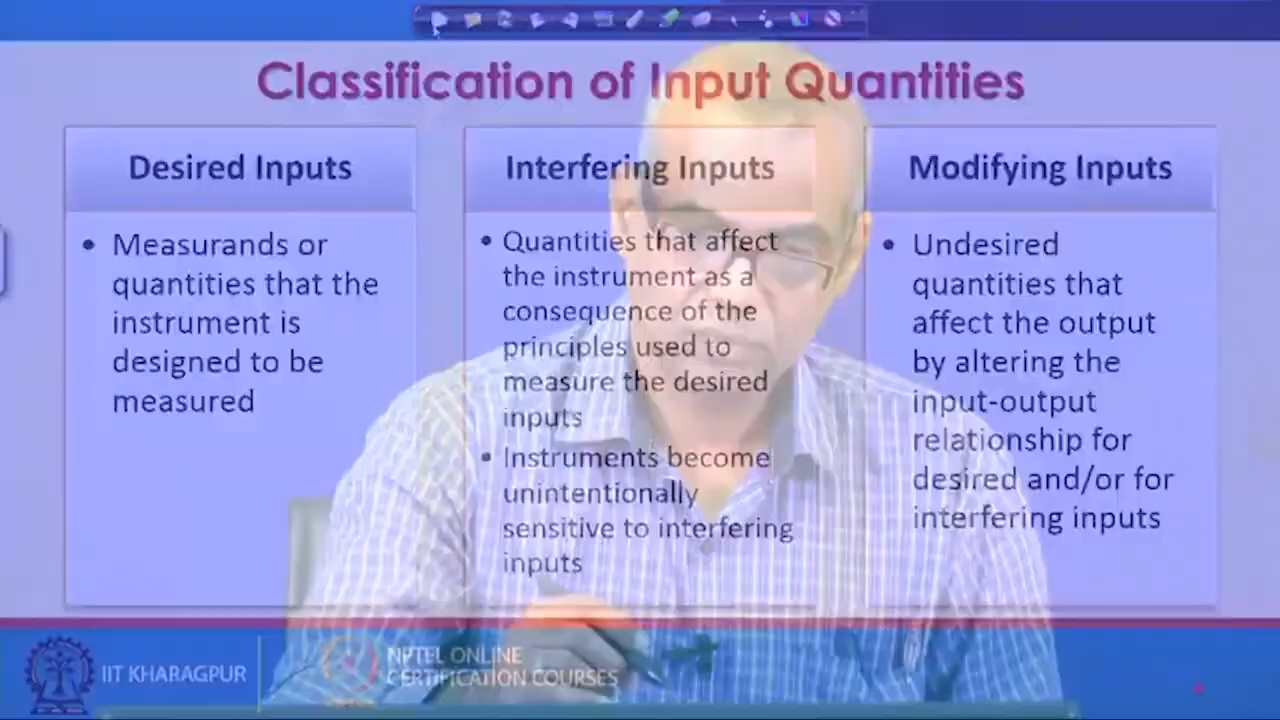 Classification of Input Quantities
Desired Inputs
• Measurands or
quantities that the
instrument is
designed to be
measured
Interfering Inputs
• Quantities that affect
the instrument as a
consequence of the
principles used to
measure the desired
inputs
• Instruments become
unintentionally
sensitive to interfering
inputs
Modifying Inputs
• Undesired
quantities that
affect the output
by altering the
input-output
relationship for
desired and/or for
interfering inputs
IIT KHARAGPUR
NPTEL ONLINE
CERTIFICATION COURSES